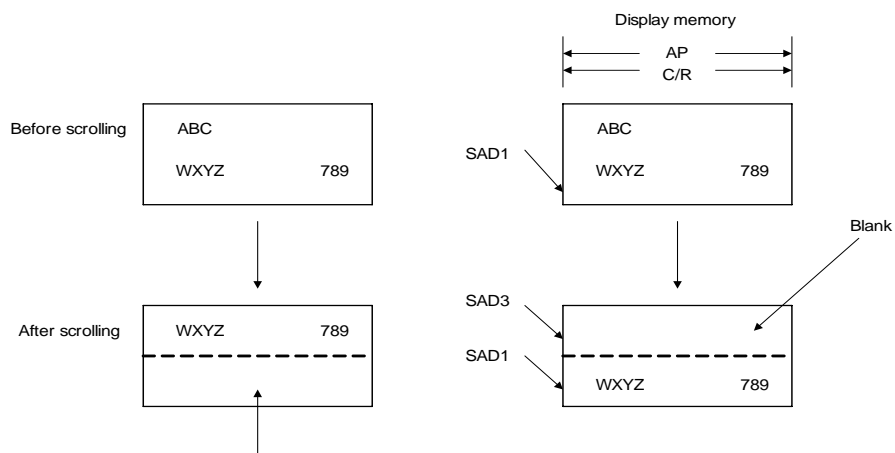 Display memory
AP
C/R
Before scrolling
ABC
WXYZ 789
SAD1
ABC
WXYZ 789
Blank
After scrolling
WXYZ 789
SAD3
SAD1
WXYZ 789